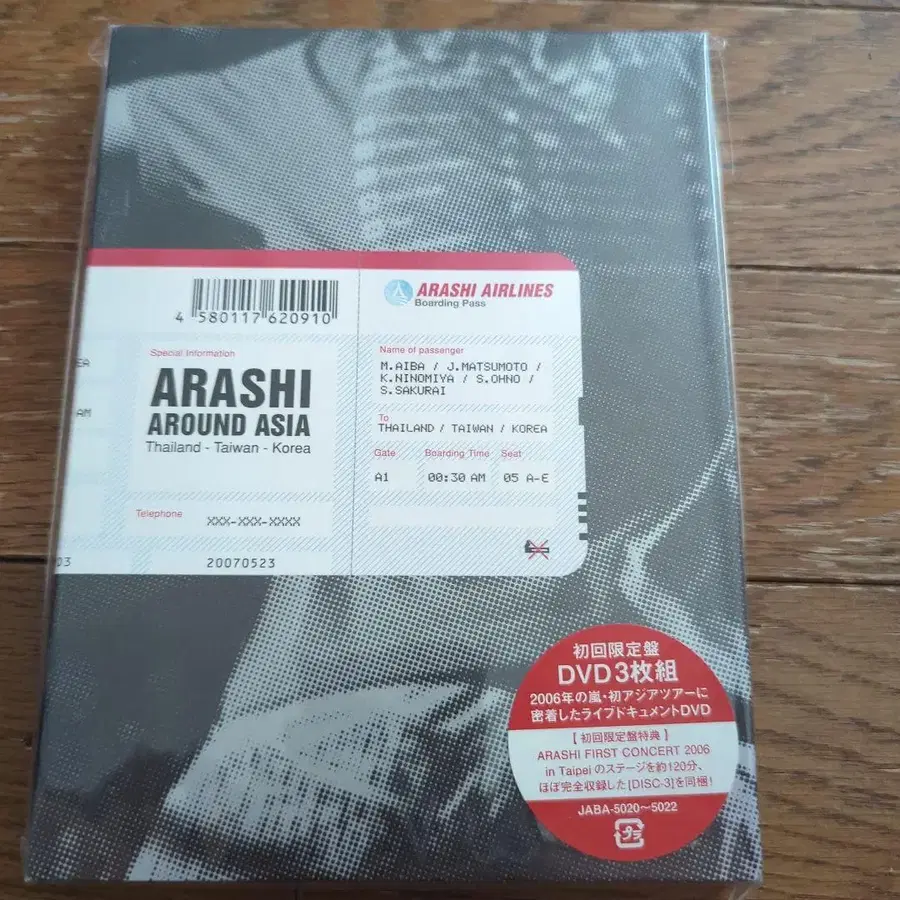 4 580117 620910
ARASHI AIRLINES
Boarding Pass
Special Information
ARASHI
AROUND ASIA
Thailand - Taiwan - Korea
Name of passenger
M.AIBA / J.MATSUMOTO /
K.NINOMIYA / S.OHNO /
S.SAKURAI
To
THAILAND / TAIWAN / KOREA
Gate Boarding Time Seat
A1 00:30 AM 05 A-E
AM
Telephone
XXX-XXX-XXXX
20070523
初回限定盤
DVD3枚組
2006年の嵐・初アジアツアーに
密着したライブドキュメントDVD
【初回限定盤特典】
ARASHI FIRST CONCERT 2006
in Taipei のステージを約120分、
ほぼ完全収録した[DISC-3]を同梱!
JABA-5020〜5022
プラ